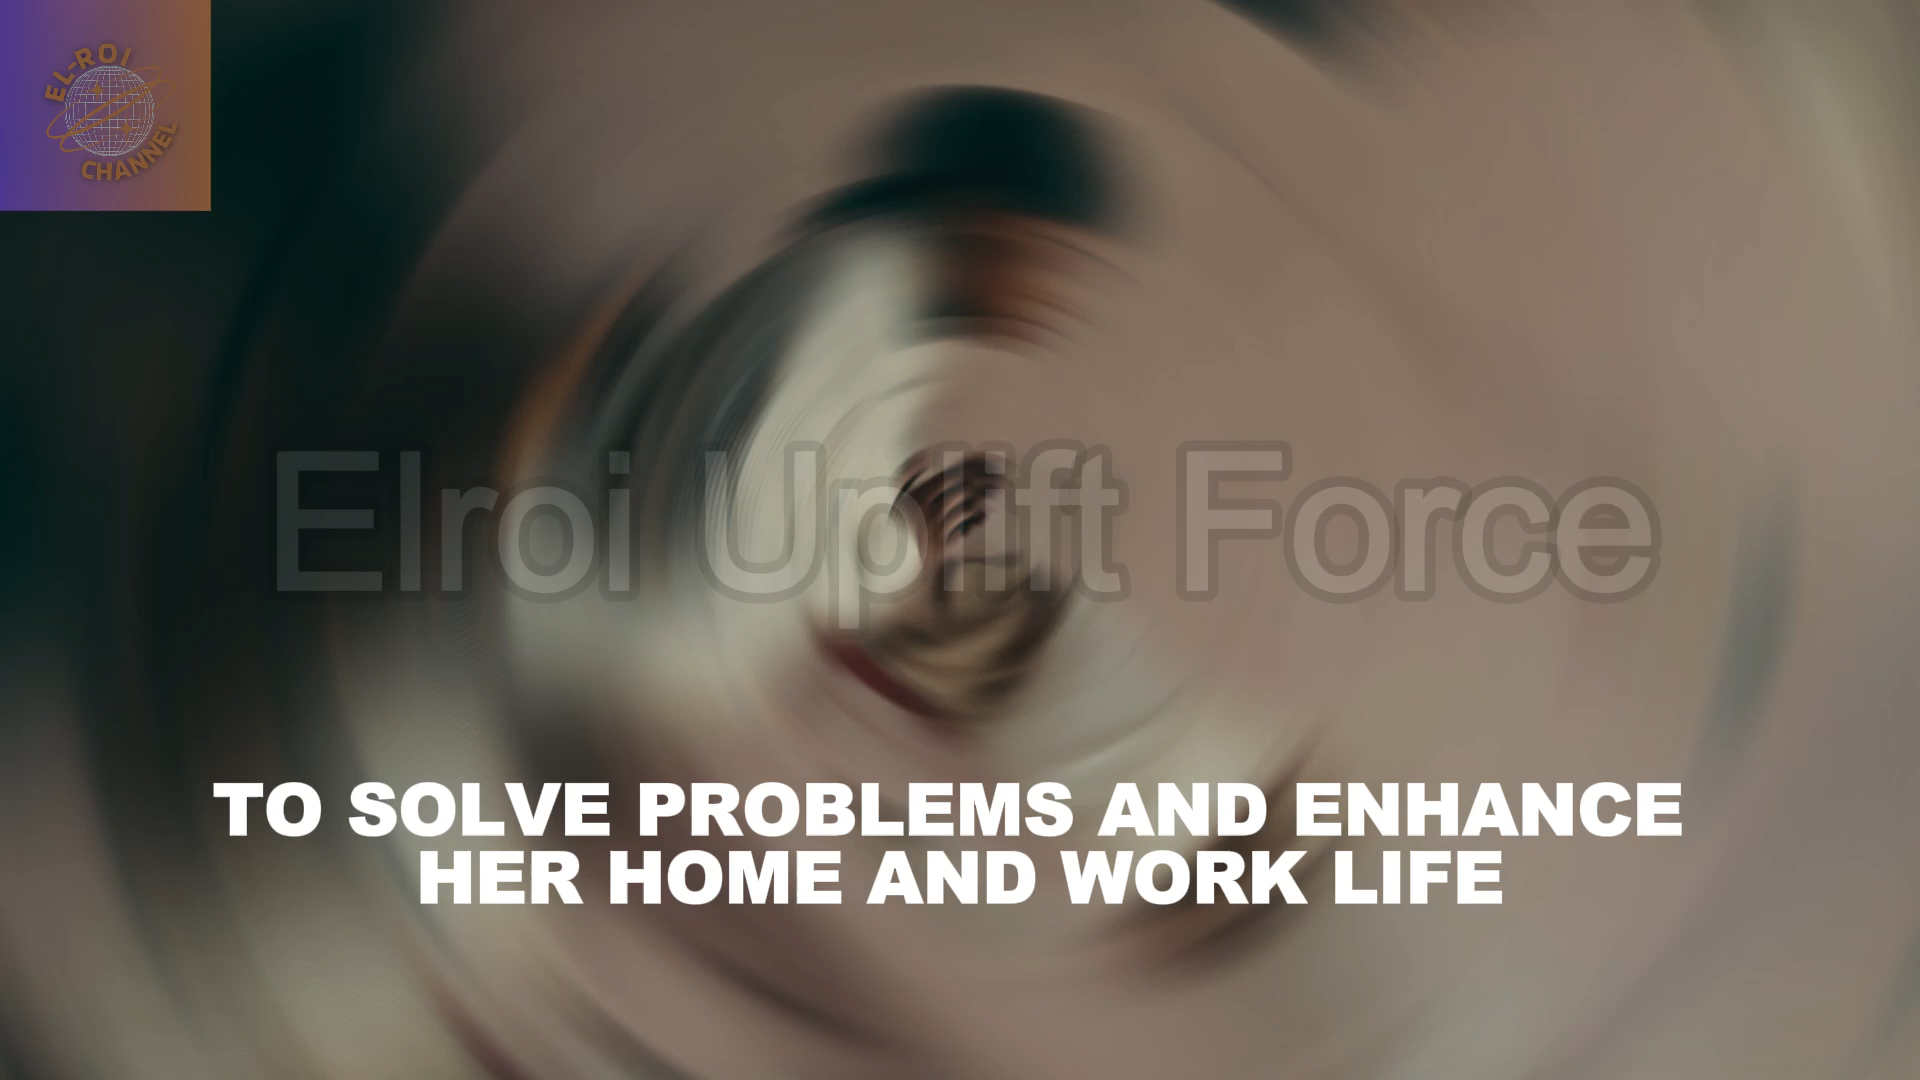 EL-ROI
CHANNEL
Elroi Uplift Force
TO SOLVE PROBLEMS AND ENHANCE
HER HOME AND WORK LIFE